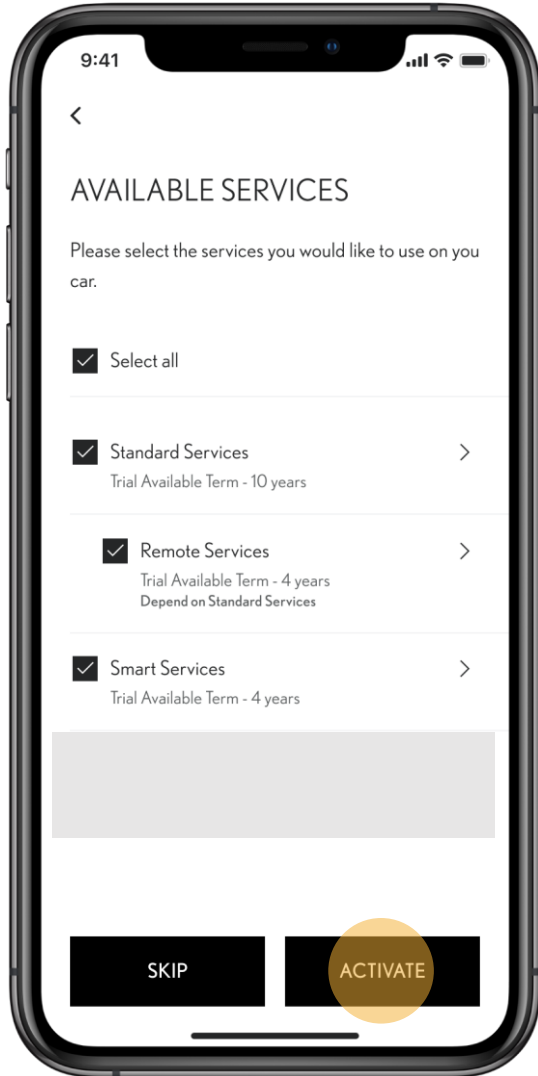 9:41
AVAILABLE SERVICES
Please select the services you would like to use on you
car.
Select all
Standard Services
Trial Available Term - 10 years
Remote Services
Trial Available Term - 4 years
Depend on Standard Services
Smart Services
Trial Available Term - 4 years
SKIP
ACTIVATE